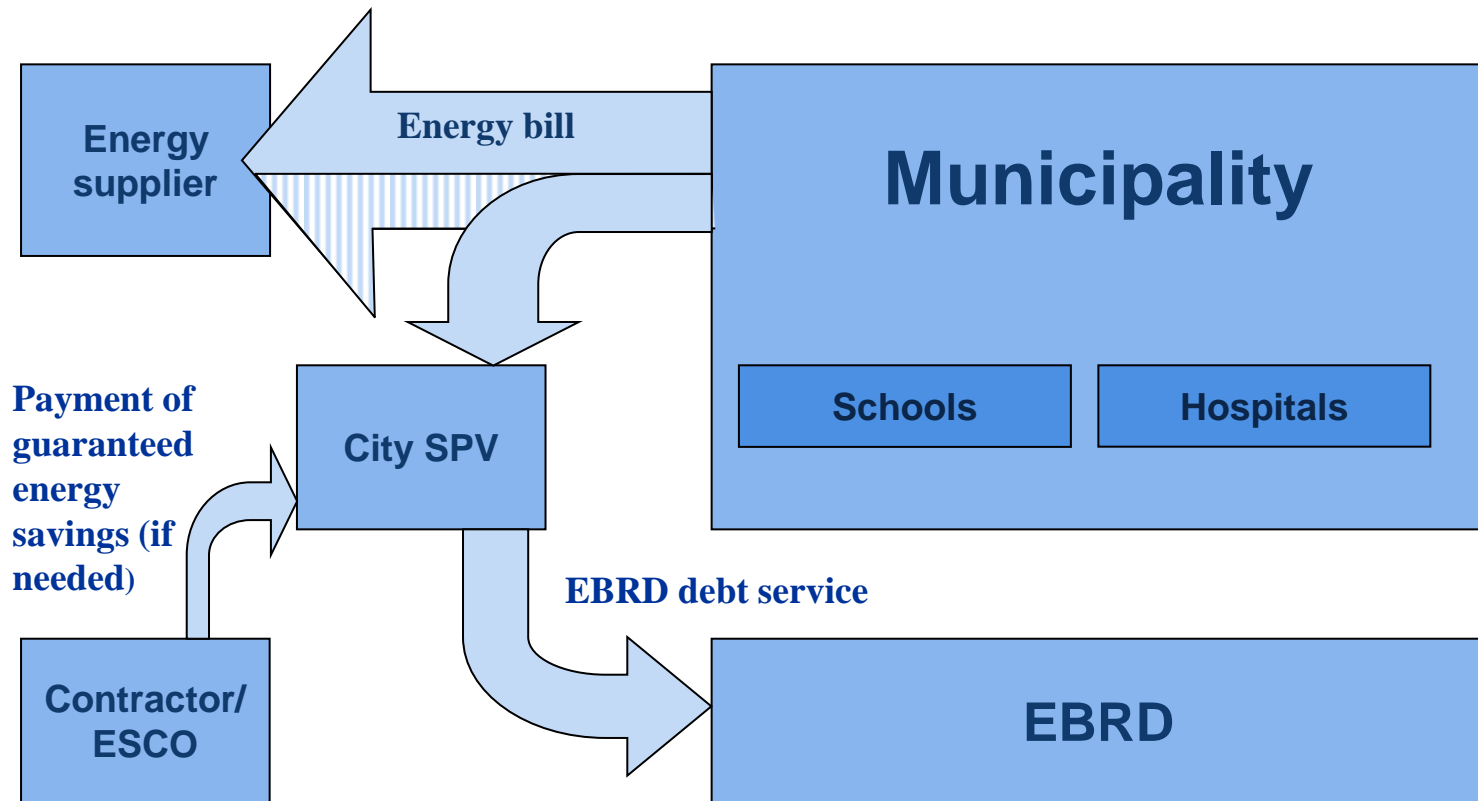 Energy
supplier
Energy bill
Municipality
Schools
Hospitals
Payment of
guaranteed
energy
savings (if
needed)
City SPV
EBRD debt service
Contractor/
ESCO
EBRD